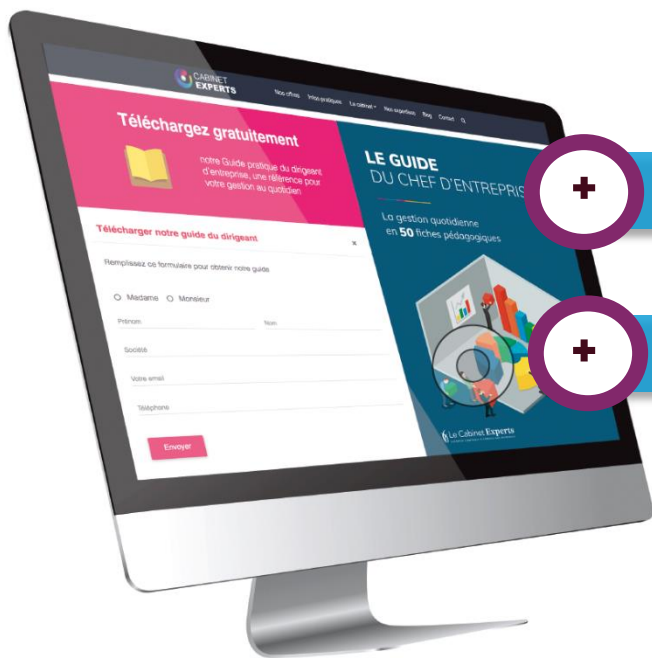 CABINET
EXPERTS
Nos offres Infos pratiques Le cabinet Nos expertises Blog Contact
Téléchargez gratuitement
notre Guide pratique du dirigeant
d'entreprise, une référence pour
votre gestion au quotidien
Télécharger notre guide du dirigeant x
Remplissez ce formulaire pour obtenir notre guide
Madame Monsieur
Prénom Nom
Société
Votre email
Téléphone
Envoyer
LE GUIDE
DU CHEF D'ENTREPRIS
La gestion quotidienne
en 50 fiches pédagogiques
Le Cabinet Experts
+
+